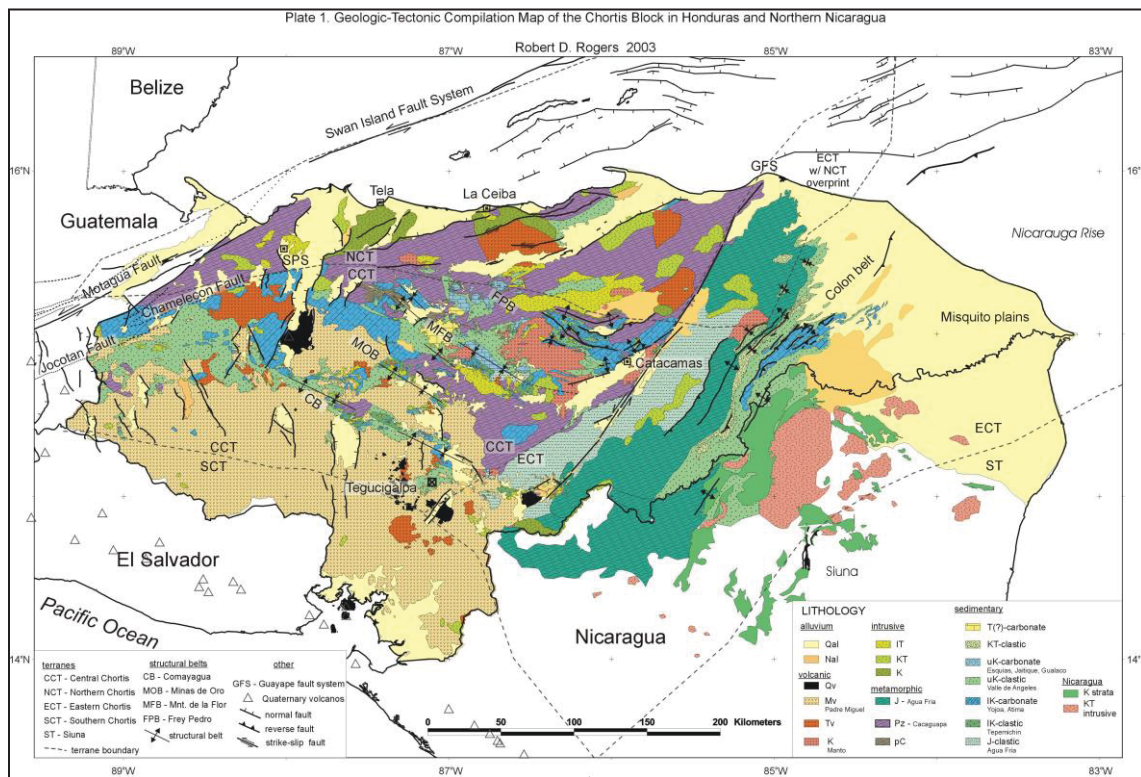 Plate 1. Geologic-Tectonic Compilation Map of the Chortis Block in Honduras and Northern Nicaragua
89°W
87°W
85°W
83°W
Robert D. Rogers 2003
Belize
Swan Island Fault System
16°N
16°N
GFS
ECT
w/ NCT
overprint
Tela
La Ceiba
Guatemala
Nicarauga Rise
SPS
NCT
CCT
Motagua Fault
Chamelecon Fault
FPB
Colon belt
MFB
MOB
Misquito plains
Jocotan Fault
Catacamas
CB
CCT
ECT
CCT
SCT
ECT
ST
Tegucigalpa
El Salvador
Siuna
Pacific Ocean
Nicaragua
14°
14°
terranes
CCT - Central Chortis
NCT - Northern Chortis
ECT - Eastern Chortis
SCT - Southern Chortis
ST - Siuna
terrane boundary
structural belts
CB - Comayagua
MOB - Minas de Oro
MFB - Mnt. de la Flor
FPB - Frey Pedro
structural belt
other
GFS - Guayape fault system
Quaternary volcanos
normal fault
reverse fault
strike-slip fault
0 50 100 150 200 Kilometers
LITHOLOGY
alluvium
Qal
Nal
volcanic
Qv
Mv
Padre Miguel
Tv
K
Manto
intrusive
IT
KT
K
metamorphic
J - Agua Fria
Pz - Cacaguapa
pC
sedimentary
T(?)-carbonate
KT-clastic
uK-carbonate
Esquias, Jaitique, Gualaco
uK-clastic
Valle de Angeles
lK-carbonate
Yojoa, Atima
lK-clastic
Tepemichin
J-clastic
Agua Fria
Nicaragua
K strata
KT
intrusive
89°W
87°W
85°W
83°W